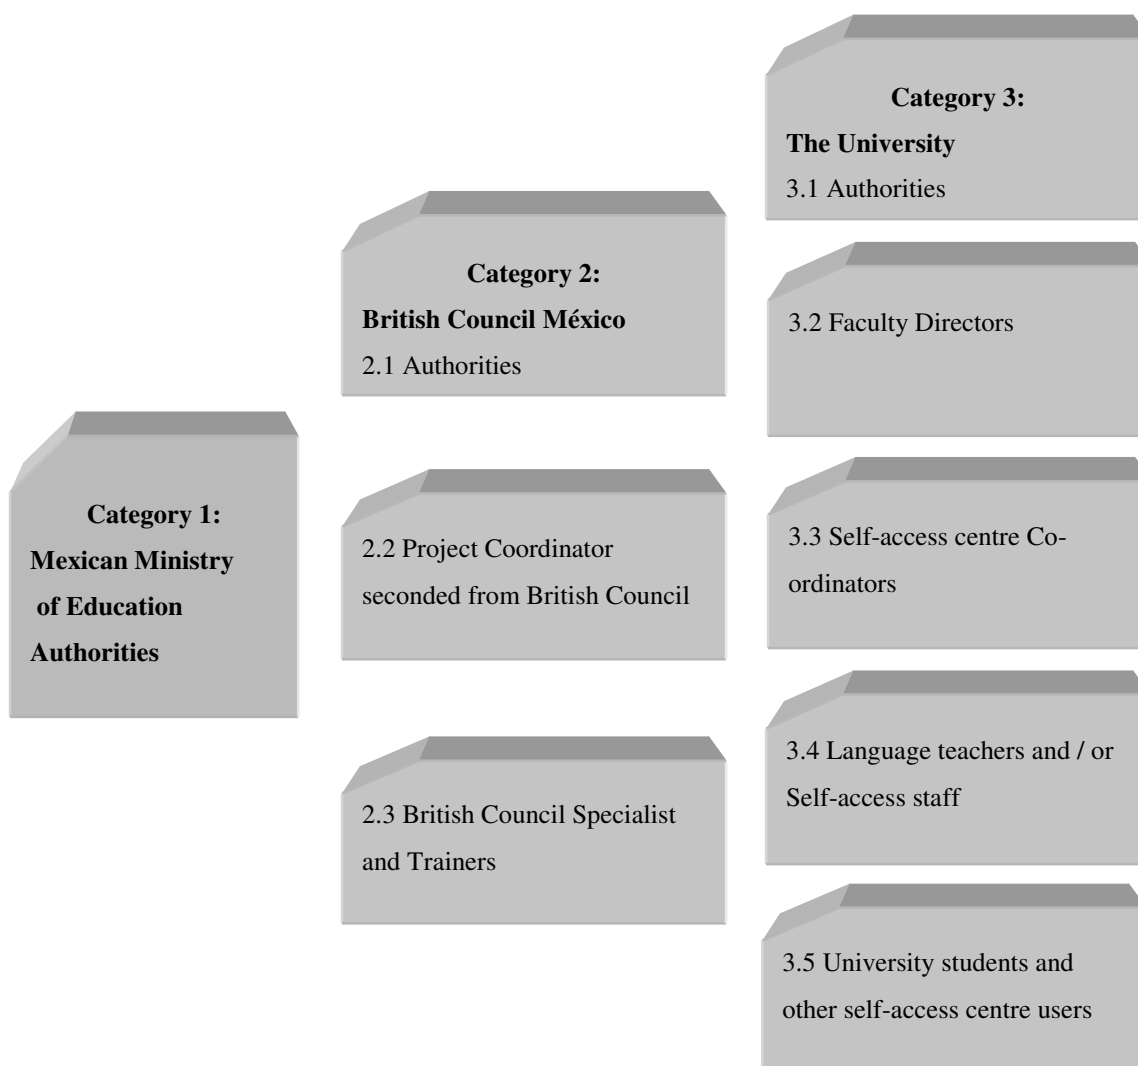 Category 1:
Mexican Ministry
of Education
Authorities
Category 2:
British Council México
2.1 Authorities
2.2 Project Coordinator
seconded from British Council
2.3 British Council Specialist
and Trainers
Category 3:
The University
3.1 Authorities
3.2 Faculty Directors
3.3 Self-access centre Co-
ordinators
3.4 Language teachers and / or
Self-access staff
3.5 University students and
other self-access centre users